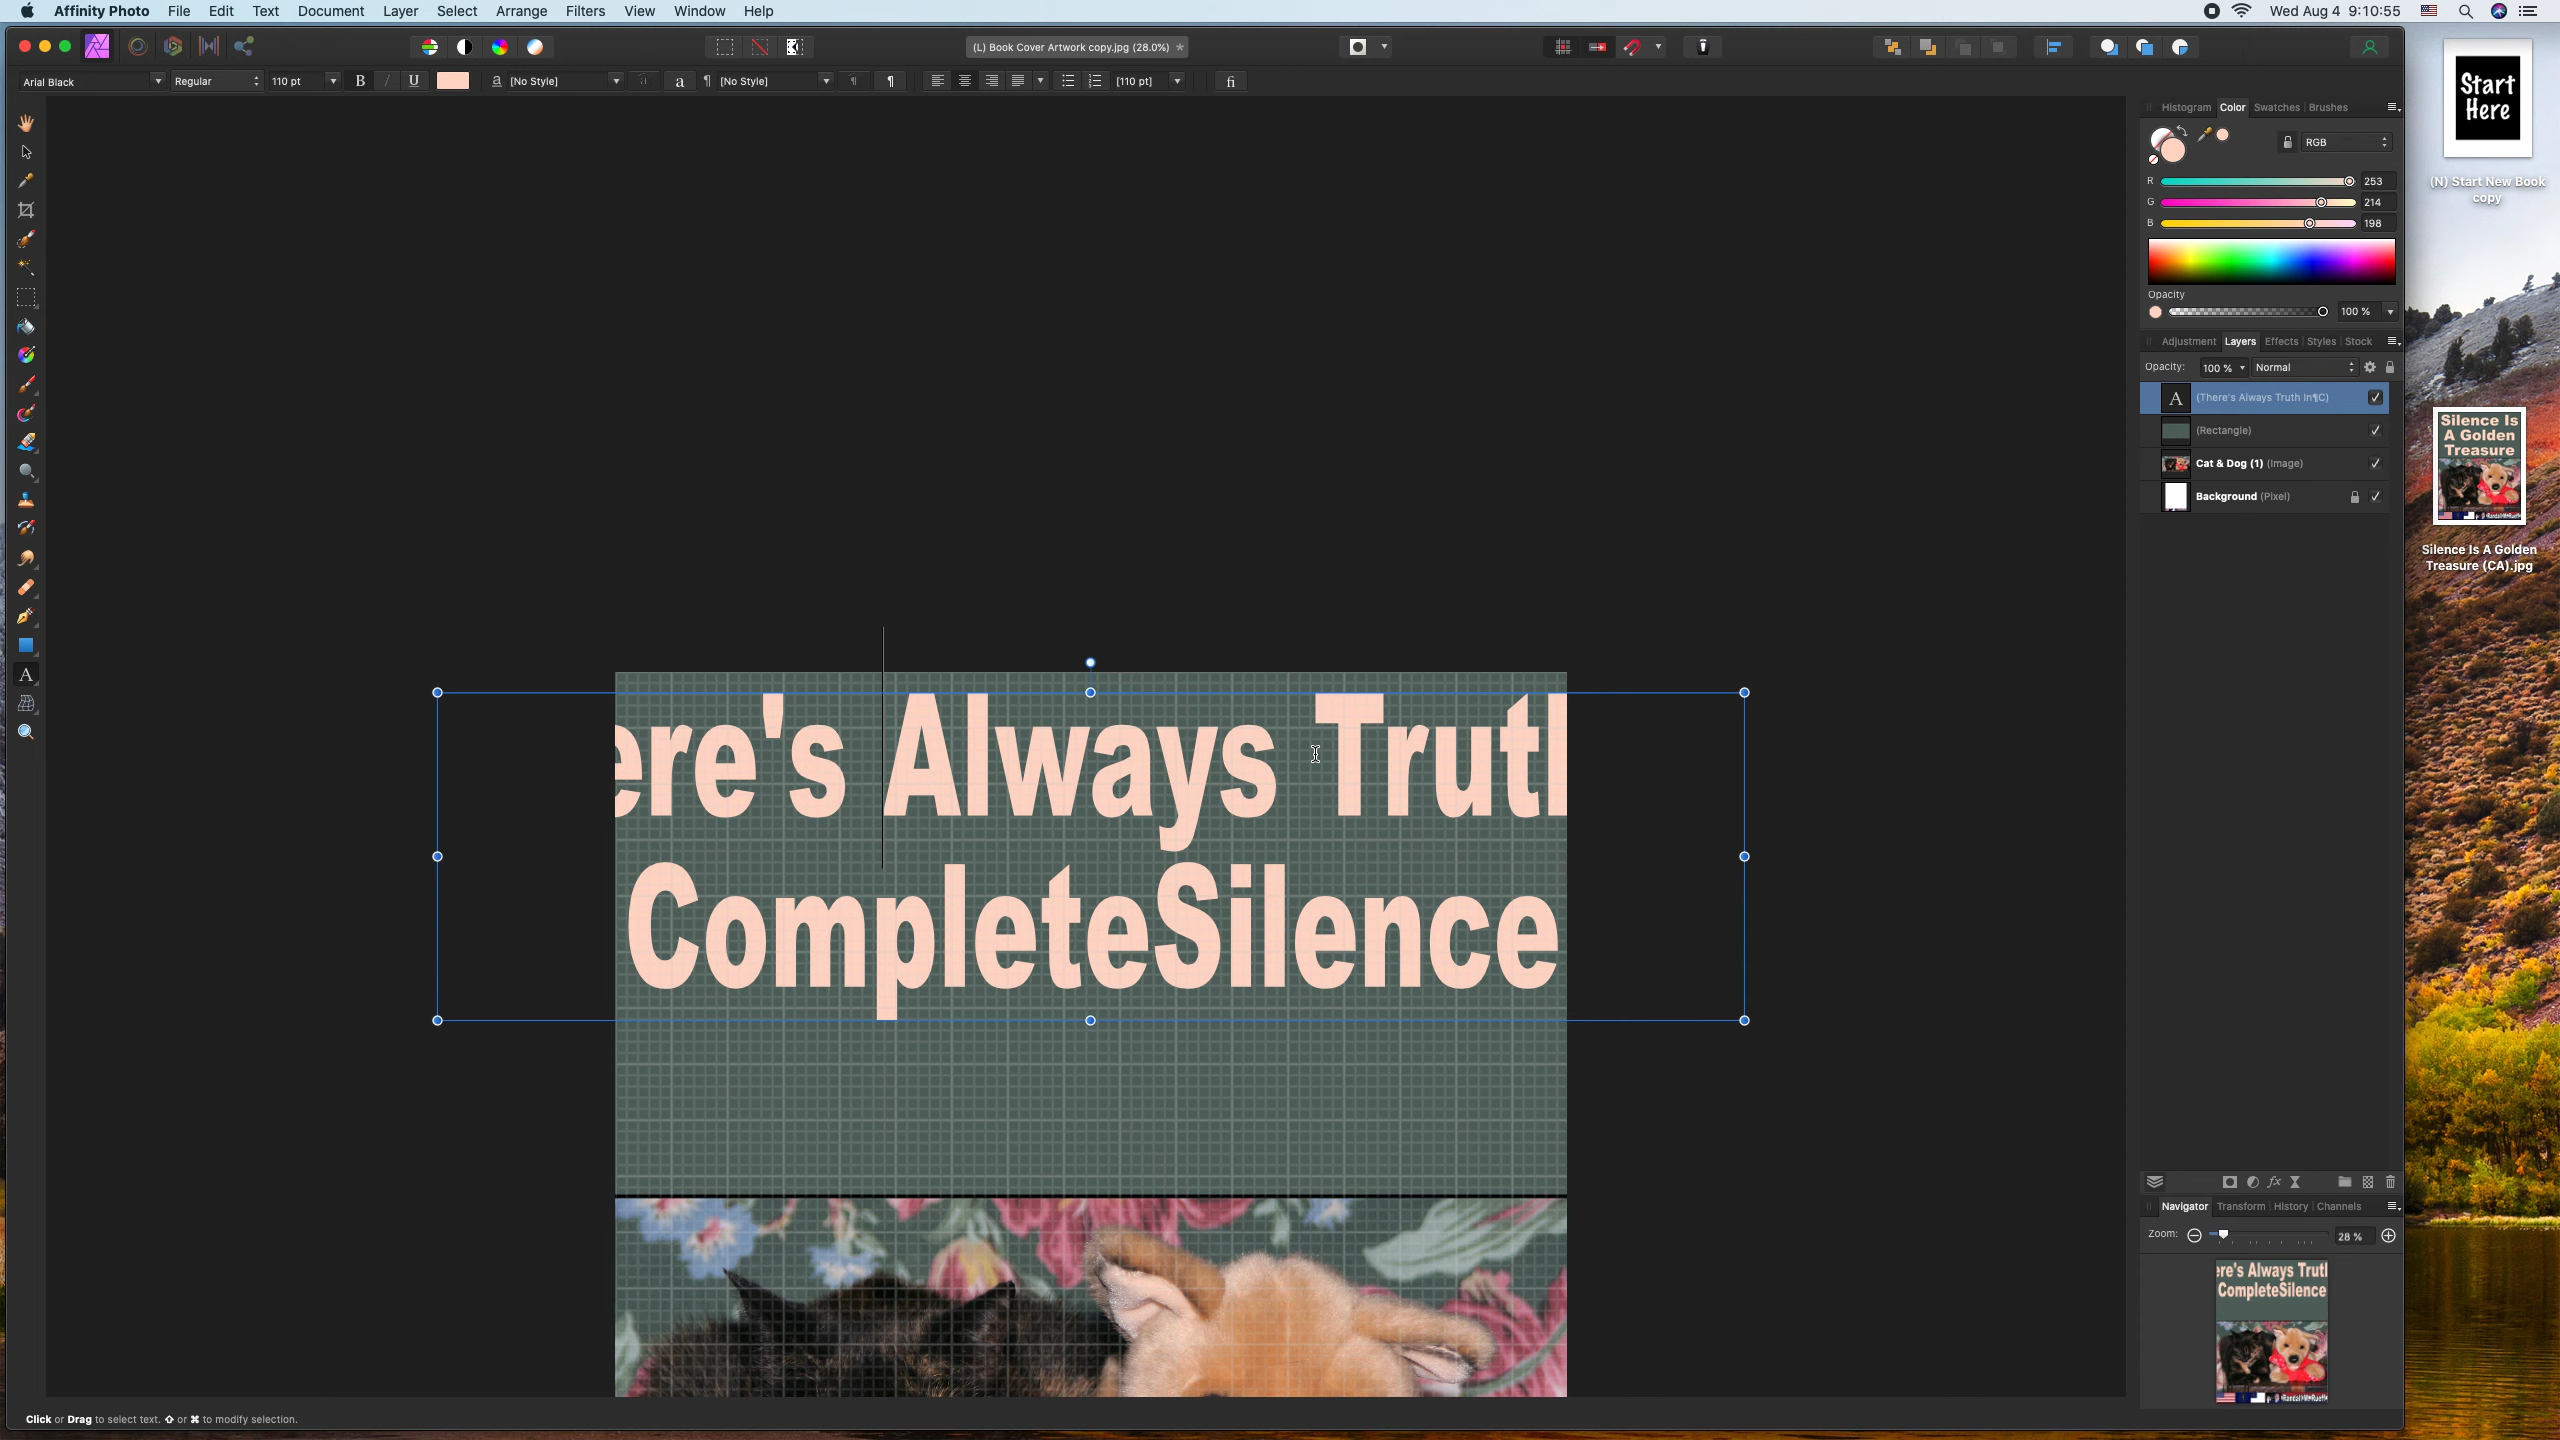 Affinity Photo File Edit Text Document Layer Select Arrange Filters View Window Help
Wed Aug 4 9:10:55
(L) Book Cover Artwork copy.jpg (28.0%)
Arial Black Regular 110 pt B I U a [No Style] a ¶ [No Style] ¶ [110 pt] fi
Histogram Color Swatches Brushes
RGB
R 253
G 214
B 198
Opacity
100 %
Adjustment Layers Effects Styles Stock
Opacity: 100 % Normal
A (There's Always Truth In¶C)
(Rectangle)
Cat & Dog (1) (Image)
Background (Pixel)
ere's Always Trut
CompleteSilence
Navigator Transform History Channels
Zoom: 28 %
ere's Always Trutl
CompleteSilence
Start
Here
(N) Start New Book
copy
Silence Is
A Golden
Treasure
Silence Is A Golden
Treasure (CA).jpg
Click or Drag to select text. ⇧ or ⌘ to modify selection.